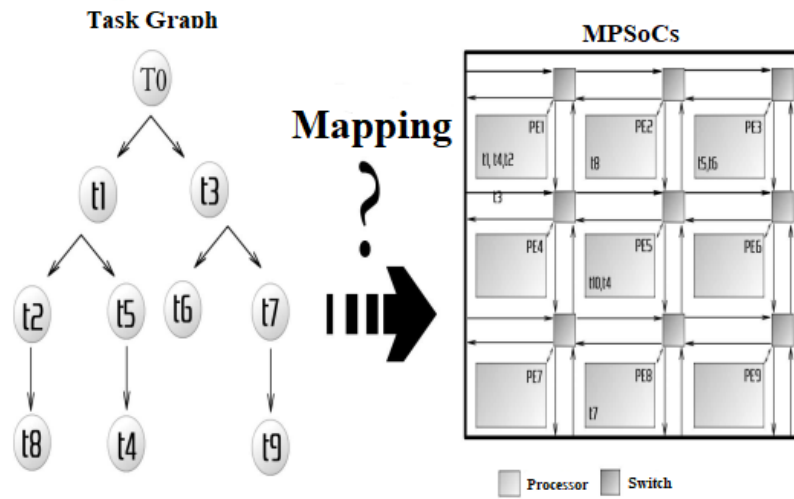 Task Graph
T0
t1
t3
t2
t5
t6
t7
t8
t4
t9
Mapping
?
MPSoCs
PE1
t1, t4,t2
PE2
t8
PE3
t5,t6
t3
PE4
PE5
t10,t4
PE6
PE7
PE8
t7
PE9
Processor
Switch